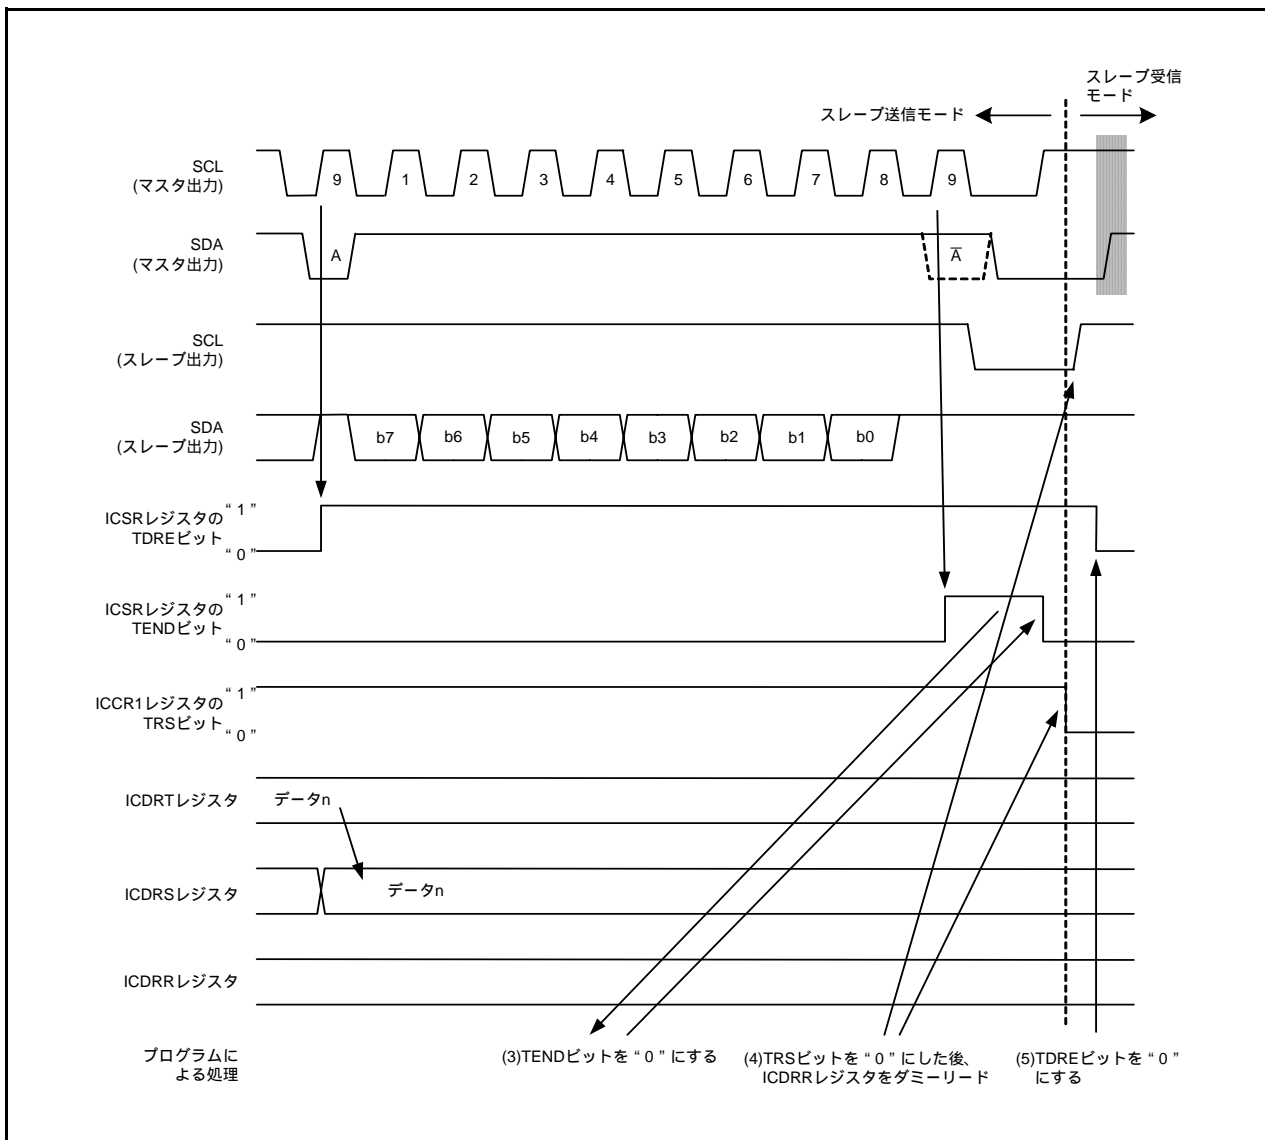 スレーブ受信
モード
スレーブ送信モード
SCL
(マスタ出力)
9 1 2 3 4 5 6 7 8 9
SDA
(マスタ出力)
A A̅
SCL
(スレーブ出力)
SDA
(スレーブ出力)
b7 b6 b5 b4 b3 b2 b1 b0
ICSRレジスタの “ 1 ”
TDREビット
“ 0 ”
ICSRレジスタの “ 1 ”
TENDビット
“ 0 ”
ICCR1レジスタの “ 1 ”
TRSビット
“ 0 ”
ICDRTレジスタ データn
ICDRSレジスタ データn
ICDRRレジスタ
プログラムに
よる処理
(3)TENDビットを “ 0 ” にする
(4)TRSビットを “ 0 ” にした後、
ICDRRレジスタをダミーリード
(5)TDREビットを “ 0 ”
にする